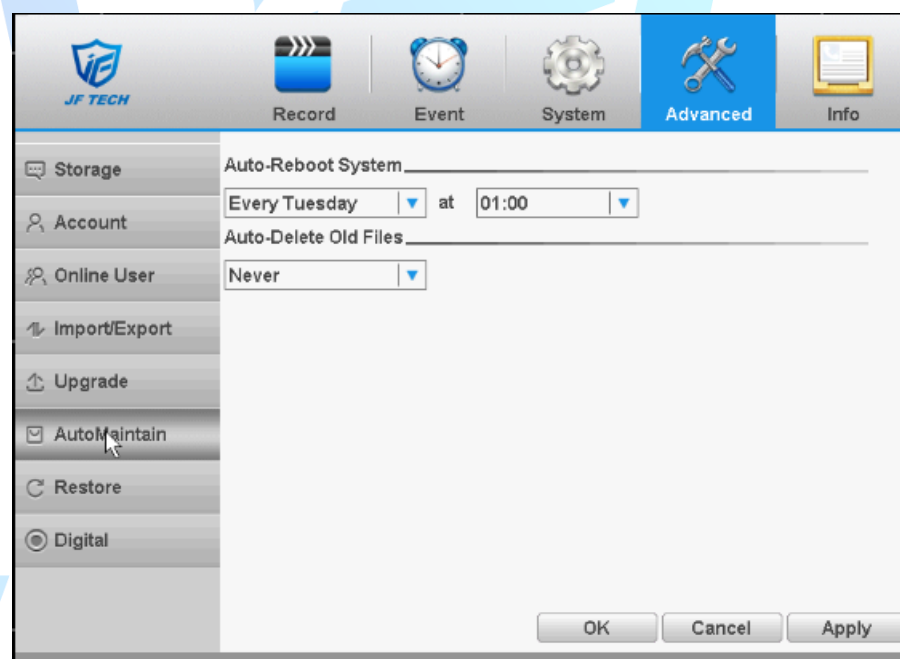 JF TECH
Record Event System Advanced Info
Storage
Account
Online User
Import/Export
Upgrade
AutoMaintain
Restore
Digital
Auto-Reboot System
Every Tuesday at 01:00
Auto-Delete Old Files
Never
OK Cancel Apply